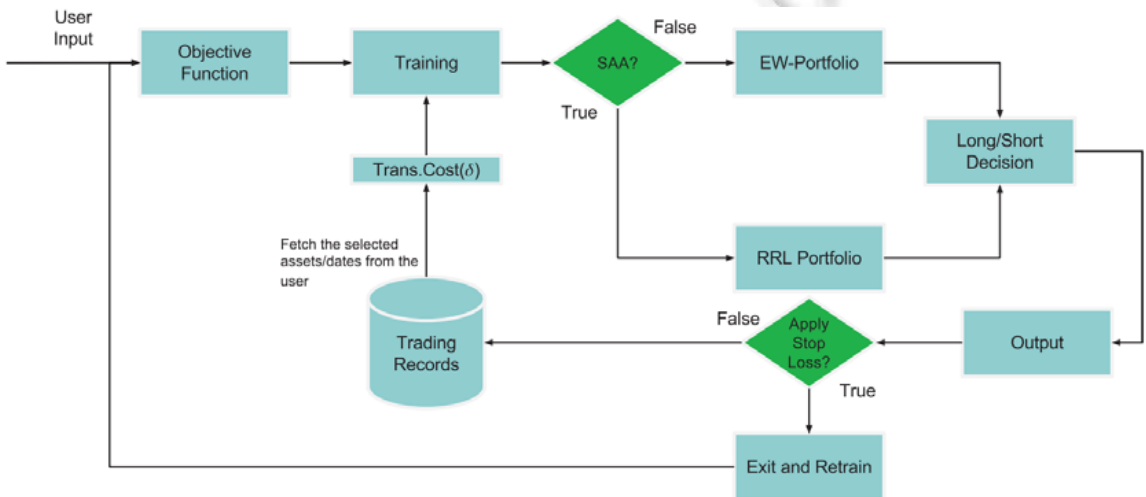 User
Input
Objective
Function
Training
SAA?
False
True
EW-Portfolio
Long/Short
Decision
Trans.Cost(δ)
Fetch the selected
assets/dates from the
user
RRL Portfolio
Trading
Records
False
Apply
Stop
Loss?
True
Output
Exit and Retrain